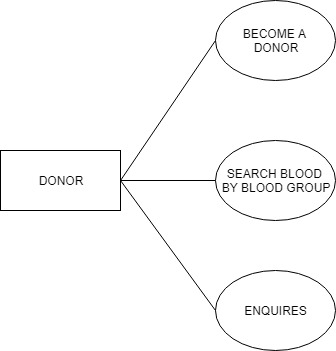 BECOME A
DONOR
DONOR
SEARCH BLOOD
BY BLOOD GROUP
ENQUIRES